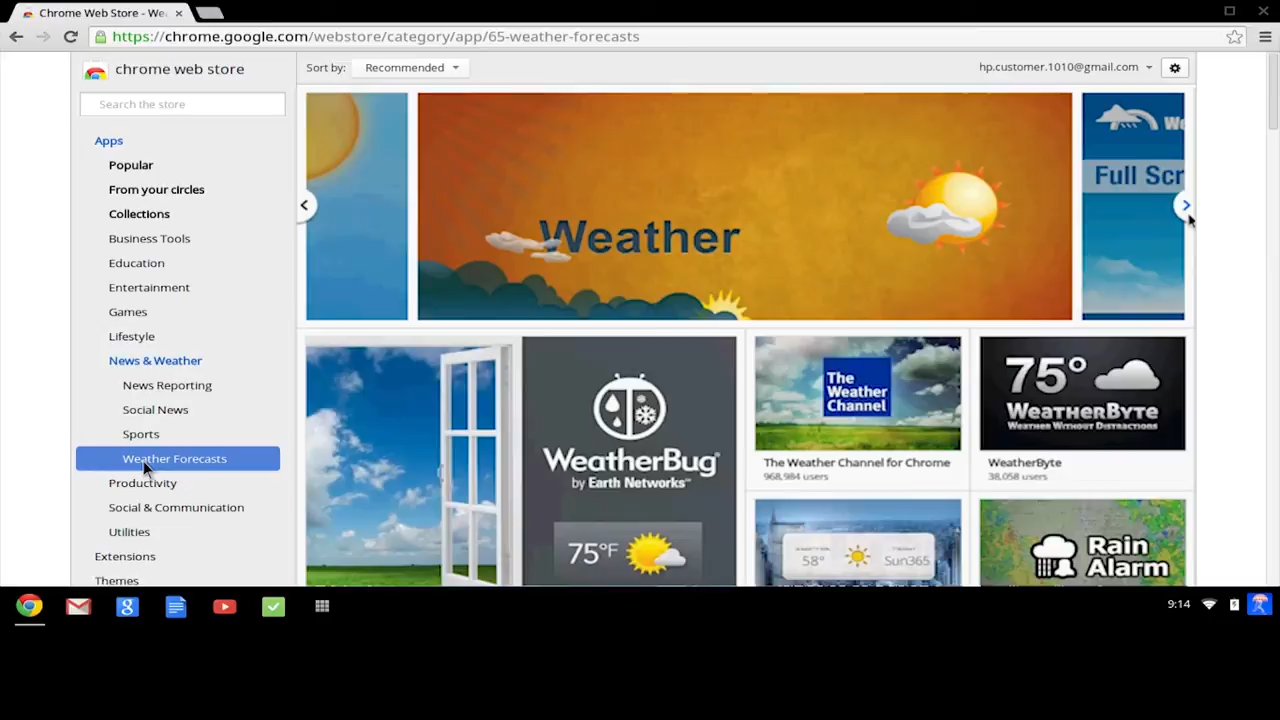 Chrome Web Store - We
https://chrome.google.com/webstore/category/app/65-weather-forecasts
chrome web store
Sort by:
Recommended
hp.customer.1010@gmail.com
Search the store
Apps
Popular
From your circles
Collections
Business Tools
Education
Entertainment
Games
Lifestyle
News & Weather
News Reporting
Social News
Sports
Weather Forecasts
Productivity
Social & Communication
Utilities
Extensions
Themes
Weather
We
Full Scr
WeatherBug®
by Earth Networks™
75°F
The
Weather
Channel
The Weather Channel for Chrome
968,984 users
75°
WEATHERBYTE
WEATHER WITHOUT DISTRACTIONS
WeatherByte
38,058 users
58°
Sun365
Rain
Alarm
9:14